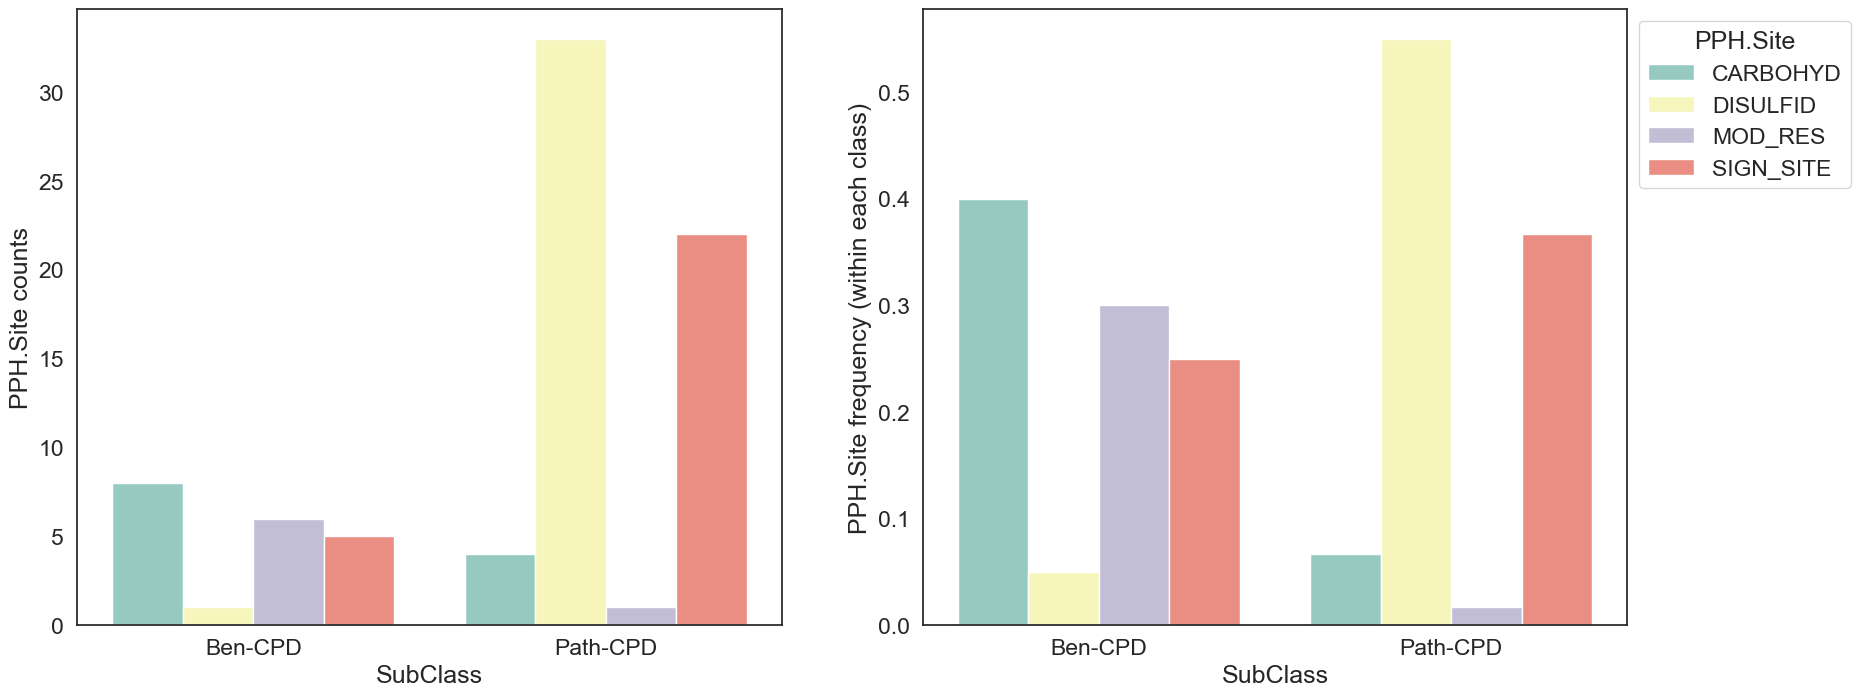 PPH.Site counts
30
25
20
15
10
5
0
Ben-CPD
Path-CPD
SubClass
PPH.Site frequency (within each class)
0.5
0.4
0.3
0.2
0.1
0.0
Ben-CPD
Path-CPD
SubClass
PPH.Site
CARBOHYD
DISULFID
MOD_RES
SIGN_SITE